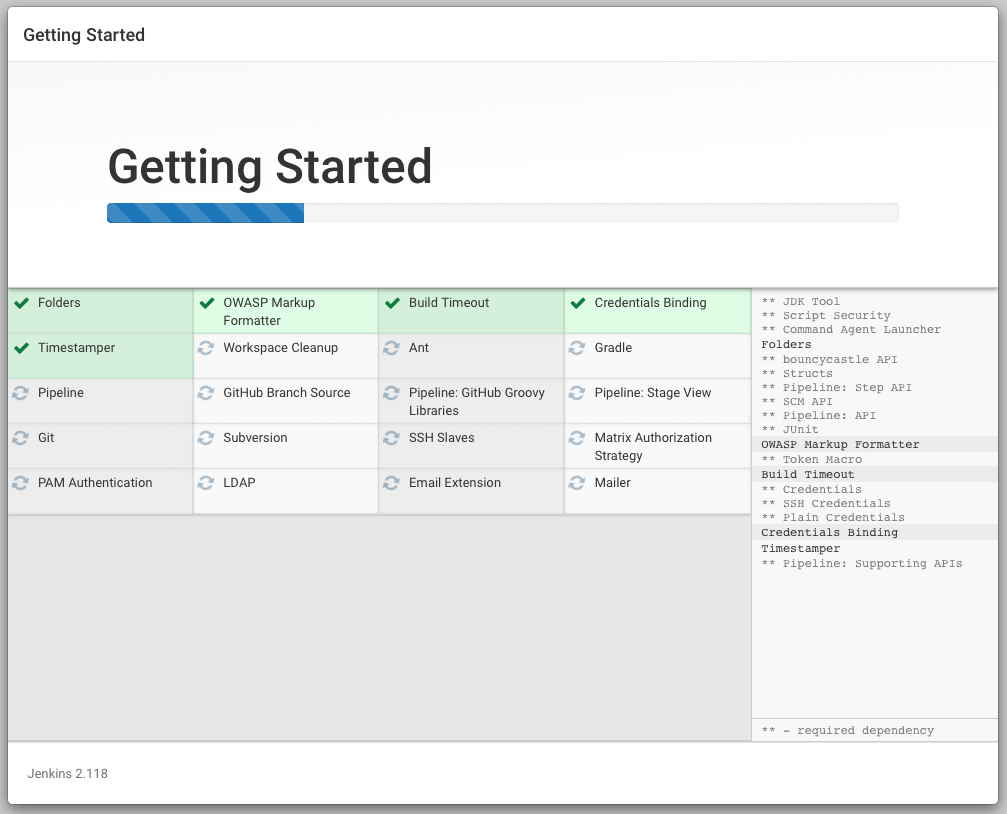 Getting Started
Getting Started
Folders
OWASP Markup
Formatter
Build Timeout
Credentials Binding
Timestamper
Workspace Cleanup
Ant
Gradle
Pipeline
GitHub Branch Source
Pipeline: GitHub Groovy
Libraries
Pipeline: Stage View
Git
Subversion
SSH Slaves
Matrix Authorization
Strategy
PAM Authentication
LDAP
Email Extension
Mailer
** JDK Tool
** Script Security
** Command Agent Launcher
Folders
** bouncycastle API
** Structs
** Pipeline: Step API
** SCM API
** Pipeline: API
** JUnit
OWASP Markup Formatter
** Token Macro
Build Timeout
** Credentials
** SSH Credentials
** Plain Credentials
Credentials Binding
Timestamper
** Pipeline: Supporting APIs
** - required dependency
Jenkins 2.118